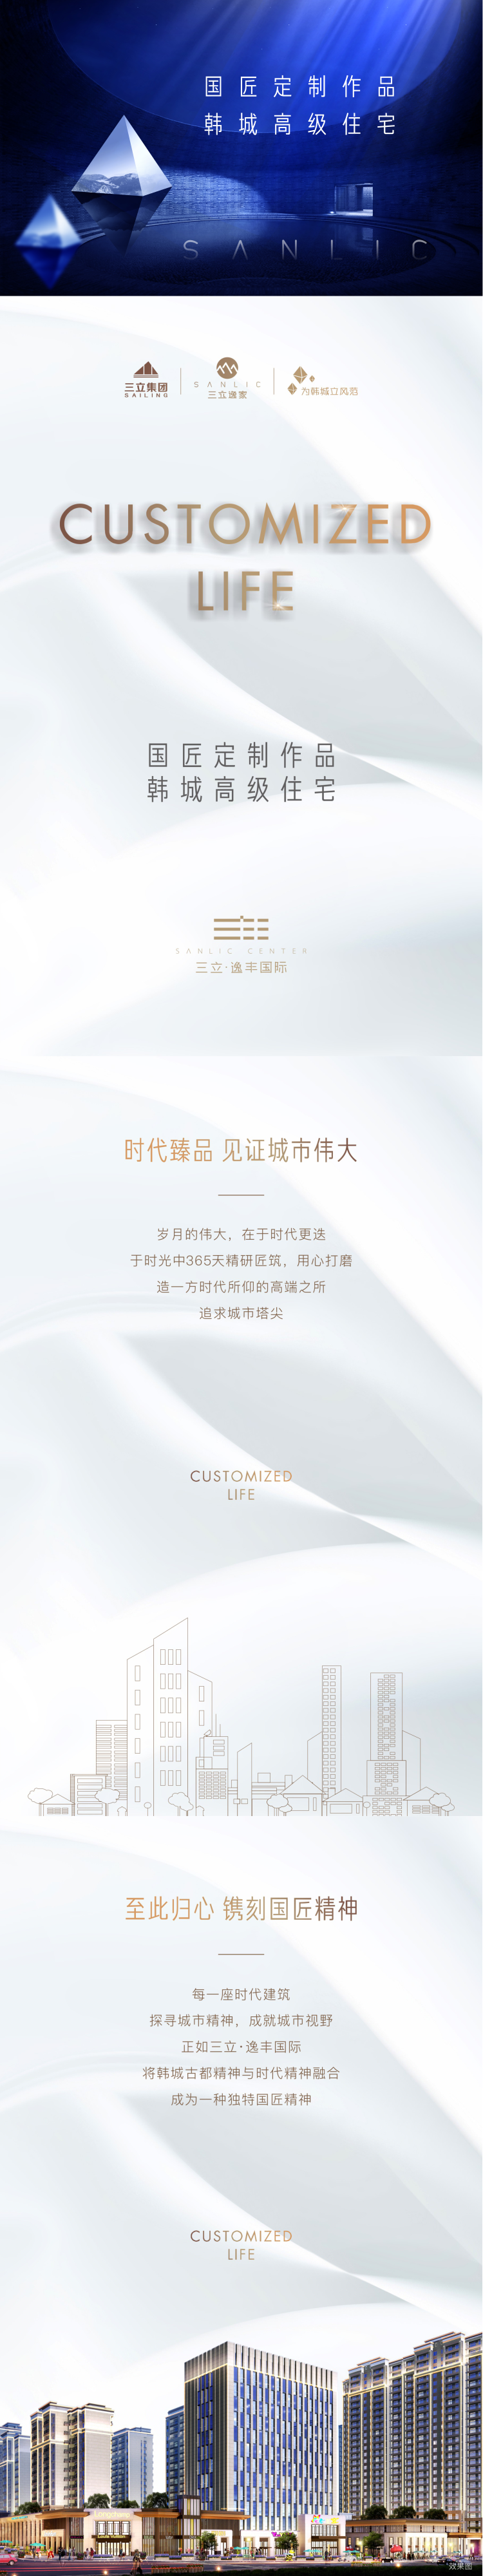 国匠定制作品
韩城高级住宅
SANLIC
三立集团
SAILING
SANLIC
三立逸家
为韩城立风范
CUSTOMIZED
LIFE
国匠定制作品
韩城高级住宅
SANLIC CENTER
三立·逸丰国际
时代臻品 见证城市伟大
岁月的伟大，在于时代更迭
于时光中365天精研匠筑，用心打磨
造一方时代所仰的高端之所
追求城市塔尖
CUSTOMIZED
LIFE
至此归心 镌刻国匠精神
每一座时代建筑
探寻城市精神，成就城市视野
正如三立·逸丰国际
将韩城古都精神与时代精神融合
成为一种独特国匠精神
CUSTOMIZED
LIFE
Longchamp
Louis Vuitton
效果图